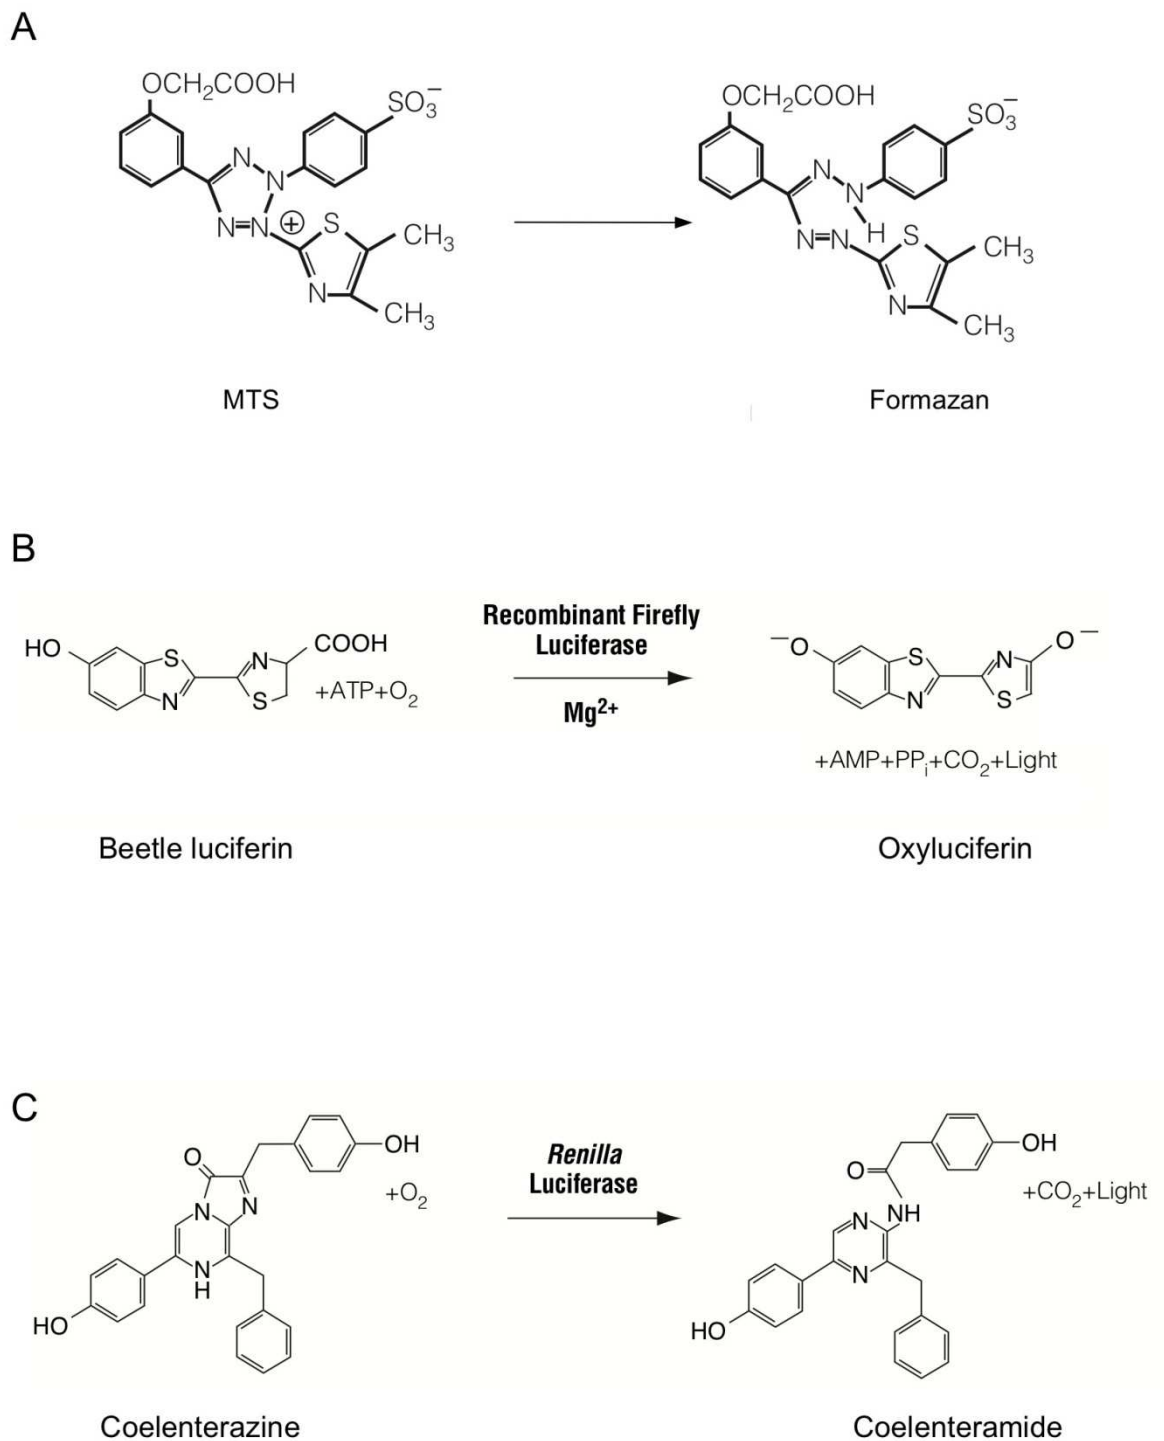 A
OCH2COOH
SO3−
N
N
N=N
⊕
S
CH3
N
CH3
MTS
OCH2COOH
SO3−
N
N
H
N=N
S
CH3
N
CH3
Formazan
B
HO
S
N
N
S
COOH
+ATP+O2
Recombinant Firefly
Luciferase
Mg2+
−O
S
N
N
S
O−
+AMP+PPi+CO2+Light
Beetle luciferin
Oxyluciferin
C
O
OH
+O2
N
N
N
H
HO
Renilla
Luciferase
O
OH
+CO2+Light
NH
N
N
HO
Coelenterazine
Coelenteramide